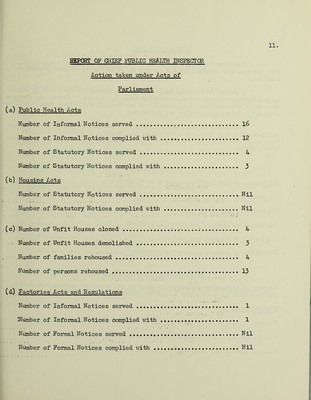 11.
REPORT OF CHIEF PUBLIC HEALTH INSPECTOR
Action taken under Acts of
Parliament
(a) Public Health Acts
Number of Informal Notices served ............................ 16
Number of Informal Notices complied with ..................... 12
Number of Statutory Notices served ........................... 4
Number of Statutory Notices complied with .................... 3
(b) Housing Acts
Number of Statutory Notices served ........................... Nil
Number of Statutory Notices complied with .................... Nil
(c) Number of Unfit Houses closed ................................ 4
Number of Unfit Houses demolished ............................ 3
Number of families rehoused .................................. 4
Number of persons rehoused ................................... 13
(d) Factories Acts and Regulations
Number of Informal Notices served ............................ 1
Number of Informal Notices complied with ..................... 1
Number of Formal Notices served .............................. Nil
Number of Formal Notices complied with ....................... Nil